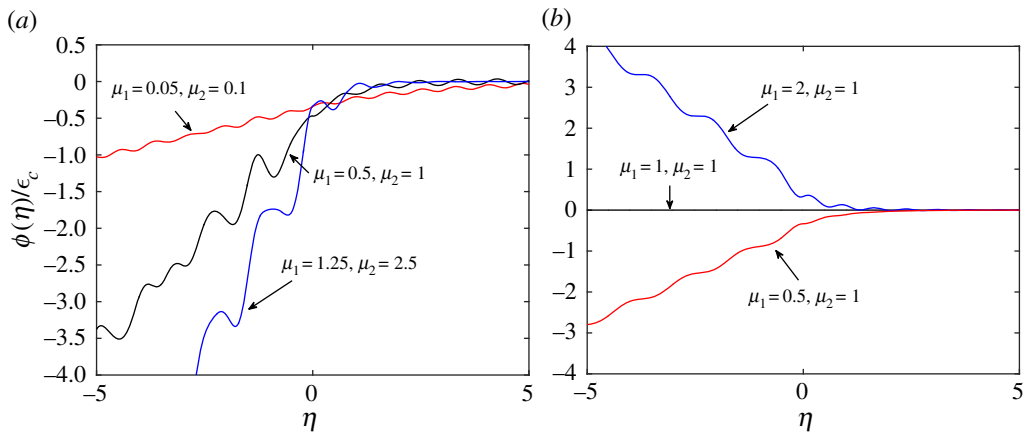 (a)
0.5
0
–0.5
–1.0
–1.5
–2.0
–2.5
–3.0
–3.5
–4.0
ϕ(η)/ϵc
μ1 = 0.05, μ2 = 0.1
μ1 = 0.5, μ2 = 1
μ1 = 1.25, μ2 = 2.5
–5 0 5
η
(b)
4
3
2
1
0
–1
–2
–3
–4
μ1 = 2, μ2 = 1
μ1 = 1, μ2 = 1
μ1 = 0.5, μ2 = 1
–5 0 5
η